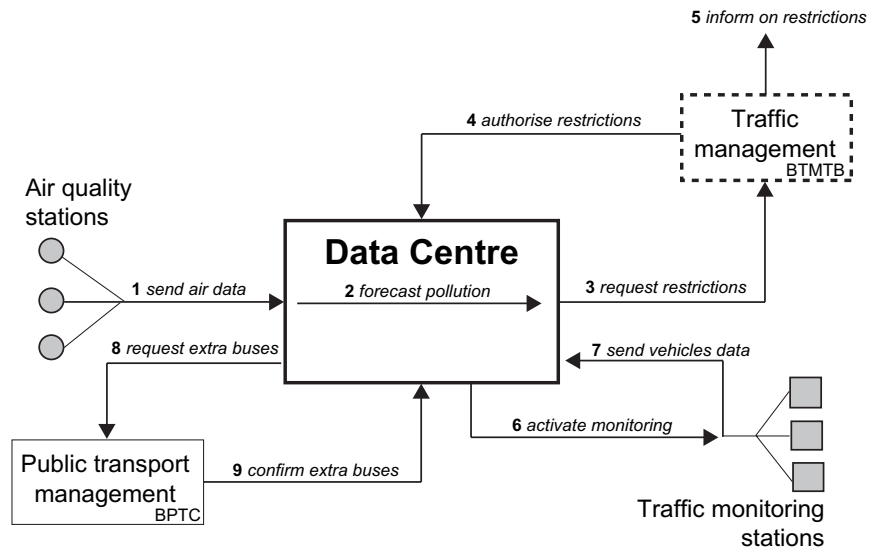 5 inform on restrictions
4 authorise restrictions
Traffic
management
BTMTB
Air quality
stations
Data Centre
1 send air data
2 forecast pollution
3 request restrictions
8 request extra buses
7 send vehicles data
6 activate monitoring
Public transport
management
BPTC
9 confirm extra buses
Traffic monitoring
stations